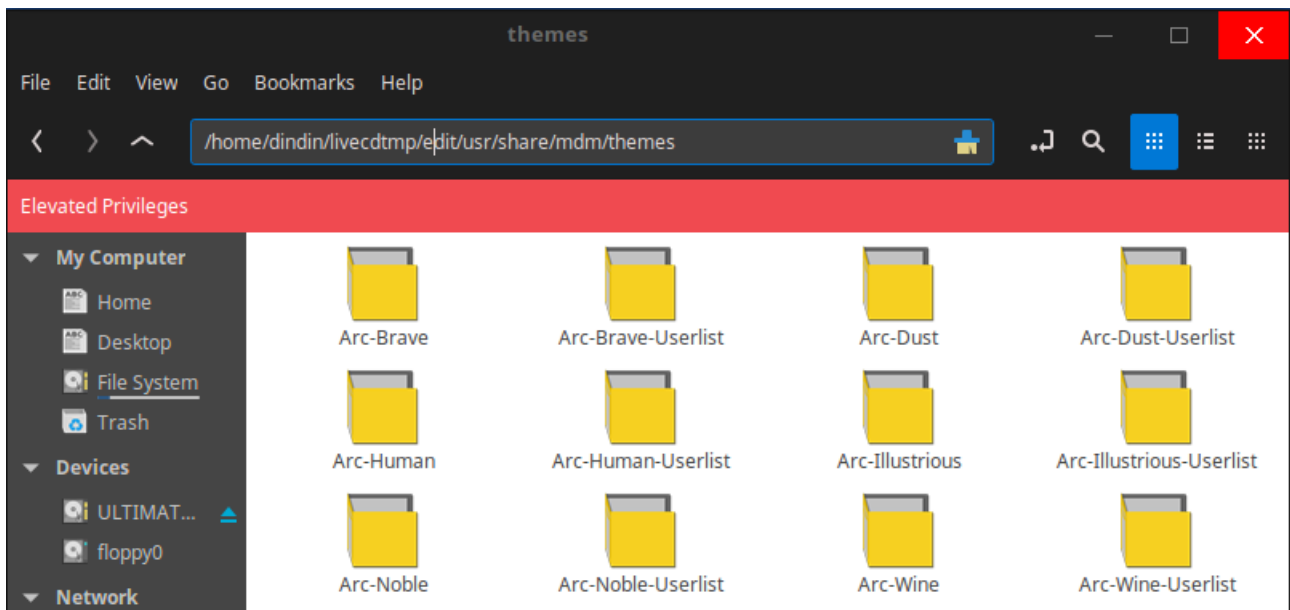 themes
File Edit View Go Bookmarks Help
/home/dindin/livecdtmp/edit/usr/share/mdm/themes
Elevated Privileges
My Computer
Home
Desktop
File System
Trash
Devices
ULTIMAT...
floppy0
Network
Arc-Brave Arc-Brave-Userlist Arc-Dust Arc-Dust-Userlist
Arc-Human Arc-Human-Userlist Arc-Illustrious Arc-Illustrious-Userlist
Arc-Noble Arc-Noble-Userlist Arc-Wine Arc-Wine-Userlist